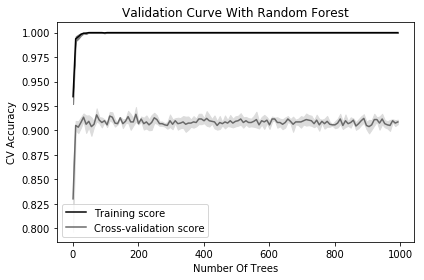 Validation Curve With Random Forest
1.000
0.975
0.950
0.925
0.900
0.875
0.850
0.825
0.800
CV Accuracy
Training score
Cross-validation score
0 200 400 600 800 1000
Number Of Trees